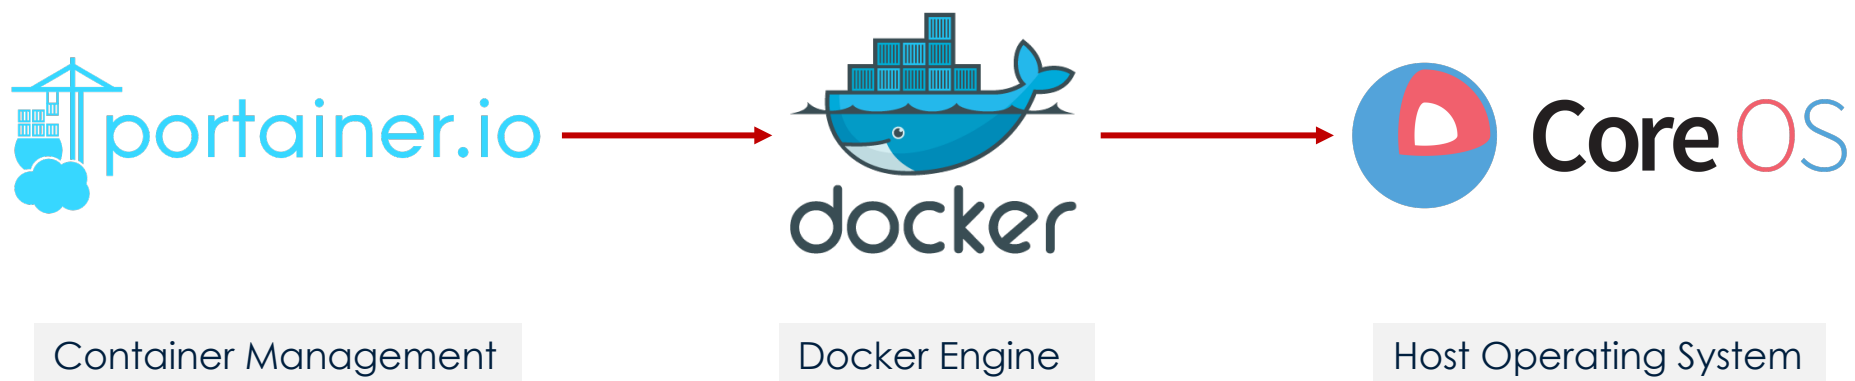 portainer.io
docker
Core OS
Container Management
Docker Engine
Host Operating System